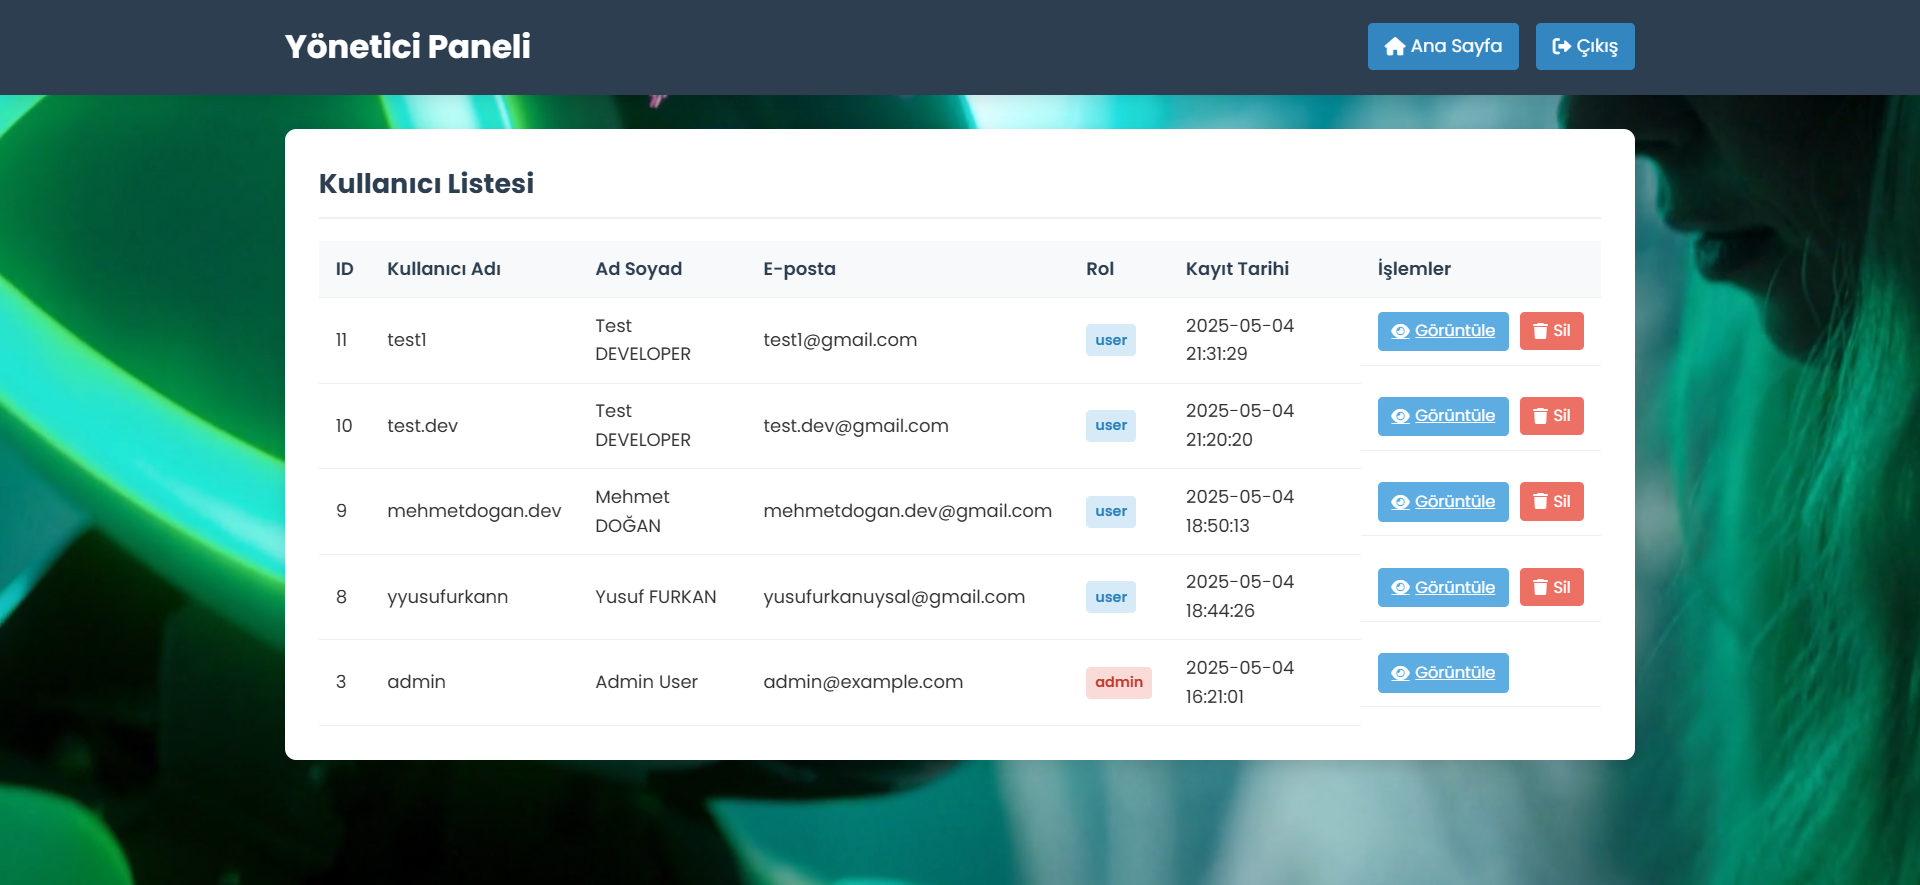 Yönetici Paneli
Ana Sayfa
Çıkış
Kullanıcı Listesi
ID Kullanıcı Adı Ad Soyad E-posta Rol Kayıt Tarihi İşlemler
11 test1 Test DEVELOPER test1@gmail.com user 2025-05-04 21:31:29 Görüntüle Sil
10 test.dev Test DEVELOPER test.dev@gmail.com user 2025-05-04 21:20:20 Görüntüle Sil
9 mehmetdogan.dev Mehmet DOĞAN mehmetdogan.dev@gmail.com user 2025-05-04 18:50:13 Görüntüle Sil
8 yyusufurkann Yusuf FURKAN yusufurkanuysal@gmail.com user 2025-05-04 18:44:26 Görüntüle Sil
3 admin Admin User admin@example.com admin 2025-05-04 16:21:01 Görüntüle